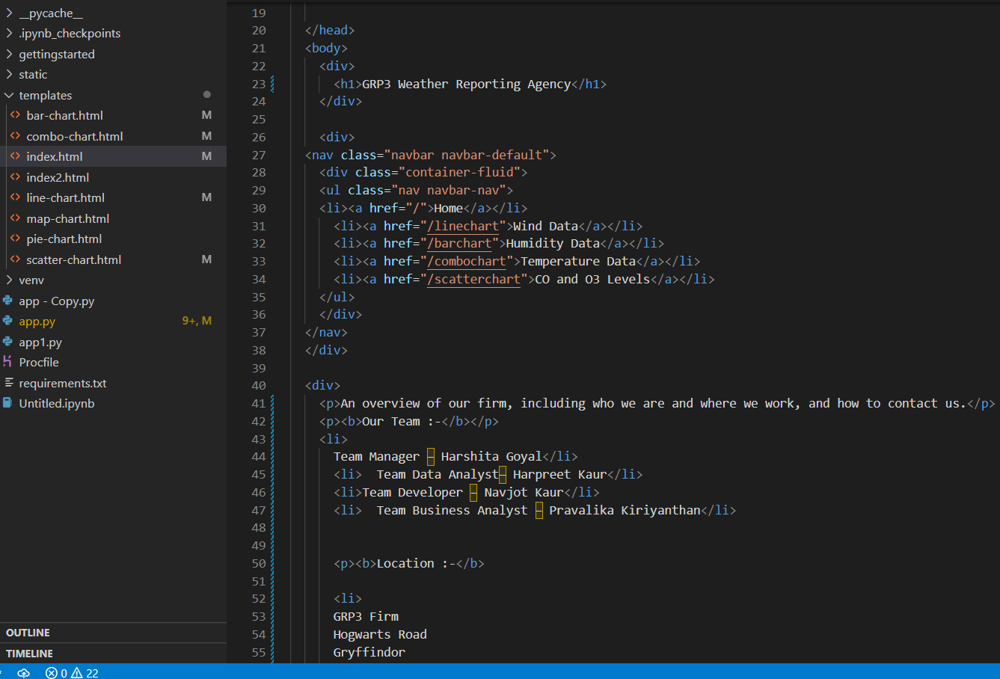 __pycache__
.ipynb_checkpoints
gettingstarted
static
templates
bar-chart.html M
combo-chart.html M
index.html M
index2.html
line-chart.html M
map-chart.html
pie-chart.html
scatter-chart.html M
venv
app - Copy.py
app.py 9+, M
app1.py
Procfile
requirements.txt
Untitled.ipynb
OUTLINE
TIMELINE
0 22
19
20 </head>
21 <body>
22 <div>
23 <h1>GRP3 Weather Reporting Agency</h1>
24 </div>
25
26 <div>
27 <nav class="navbar navbar-default">
28 <div class="container-fluid">
29 <ul class="nav navbar-nav">
30 <li><a href="/">Home</a></li>
31 <li><a href="/linechart">Wind Data</a></li>
32 <li><a href="/barchart">Humidity Data</a></li>
33 <li><a href="/combochart">Temperature Data</a></li>
34 <li><a href="/scatterchart">CO and O3 Levels</a></li>
35 </ul>
36 </div>
37 </nav>
38 </div>
39
40 <div>
41 <p>An overview of our firm, including who we are and where we work, and how to contact us.</p>
42 <p><b>Our Team :-</b></p>
43 <li>
44 Team Manager – Harshita Goyal</li>
45 <li>  Team Data Analyst– Harpreet Kaur</li>
46 <li>Team Developer – Navjot Kaur</li>
47 <li>  Team Business Analyst – Pravalika Kiriyanthan</li>
48
49
50 <p><b>Location :-</b>
51
52 <li>
53 GRP3 Firm
54 Hogwarts Road
55 Gryffindor